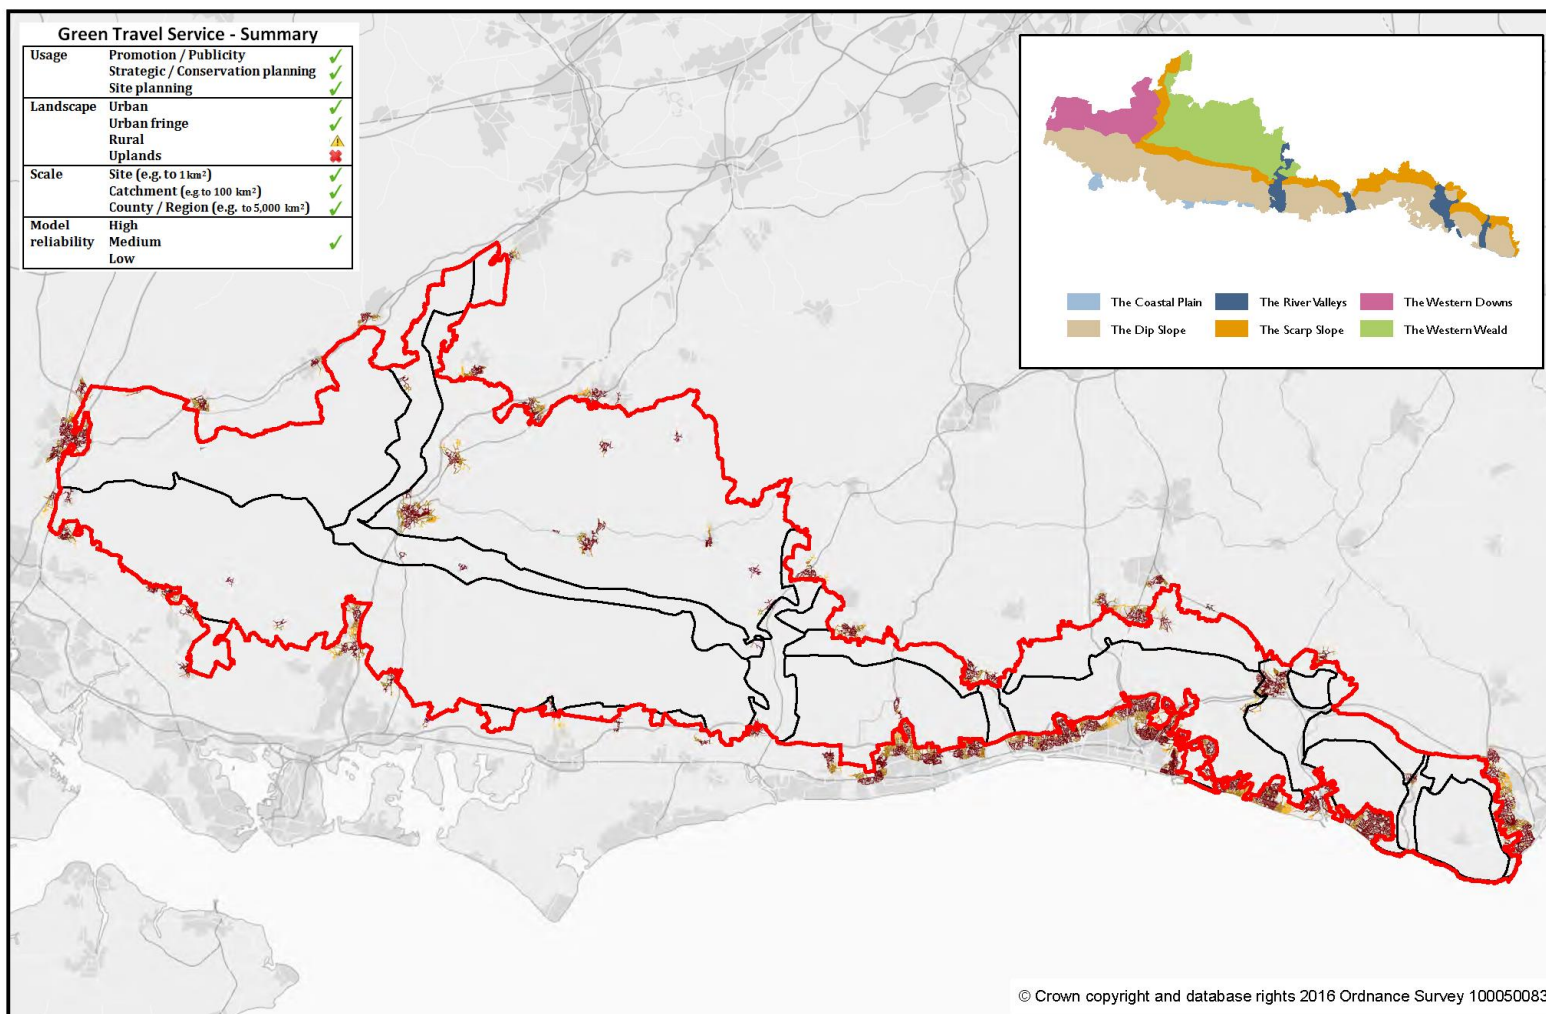 Green Travel Service - Summary
Usage Promotion / Publicity
Strategic / Conservation planning
Site planning
Landscape Urban
Urban fringe
Rural
Uplands
Scale Site (e.g. to 1 km²)
Catchment (e.g to 100 km²)
County / Region (e.g. to 5,000 km²)
Model High
reliability Medium
Low
The Coastal Plain The River Valleys The Western Downs
The Dip Slope The Scarp Slope The Western Weald
© Crown copyright and database rights 2016 Ordnance Survey 100050083